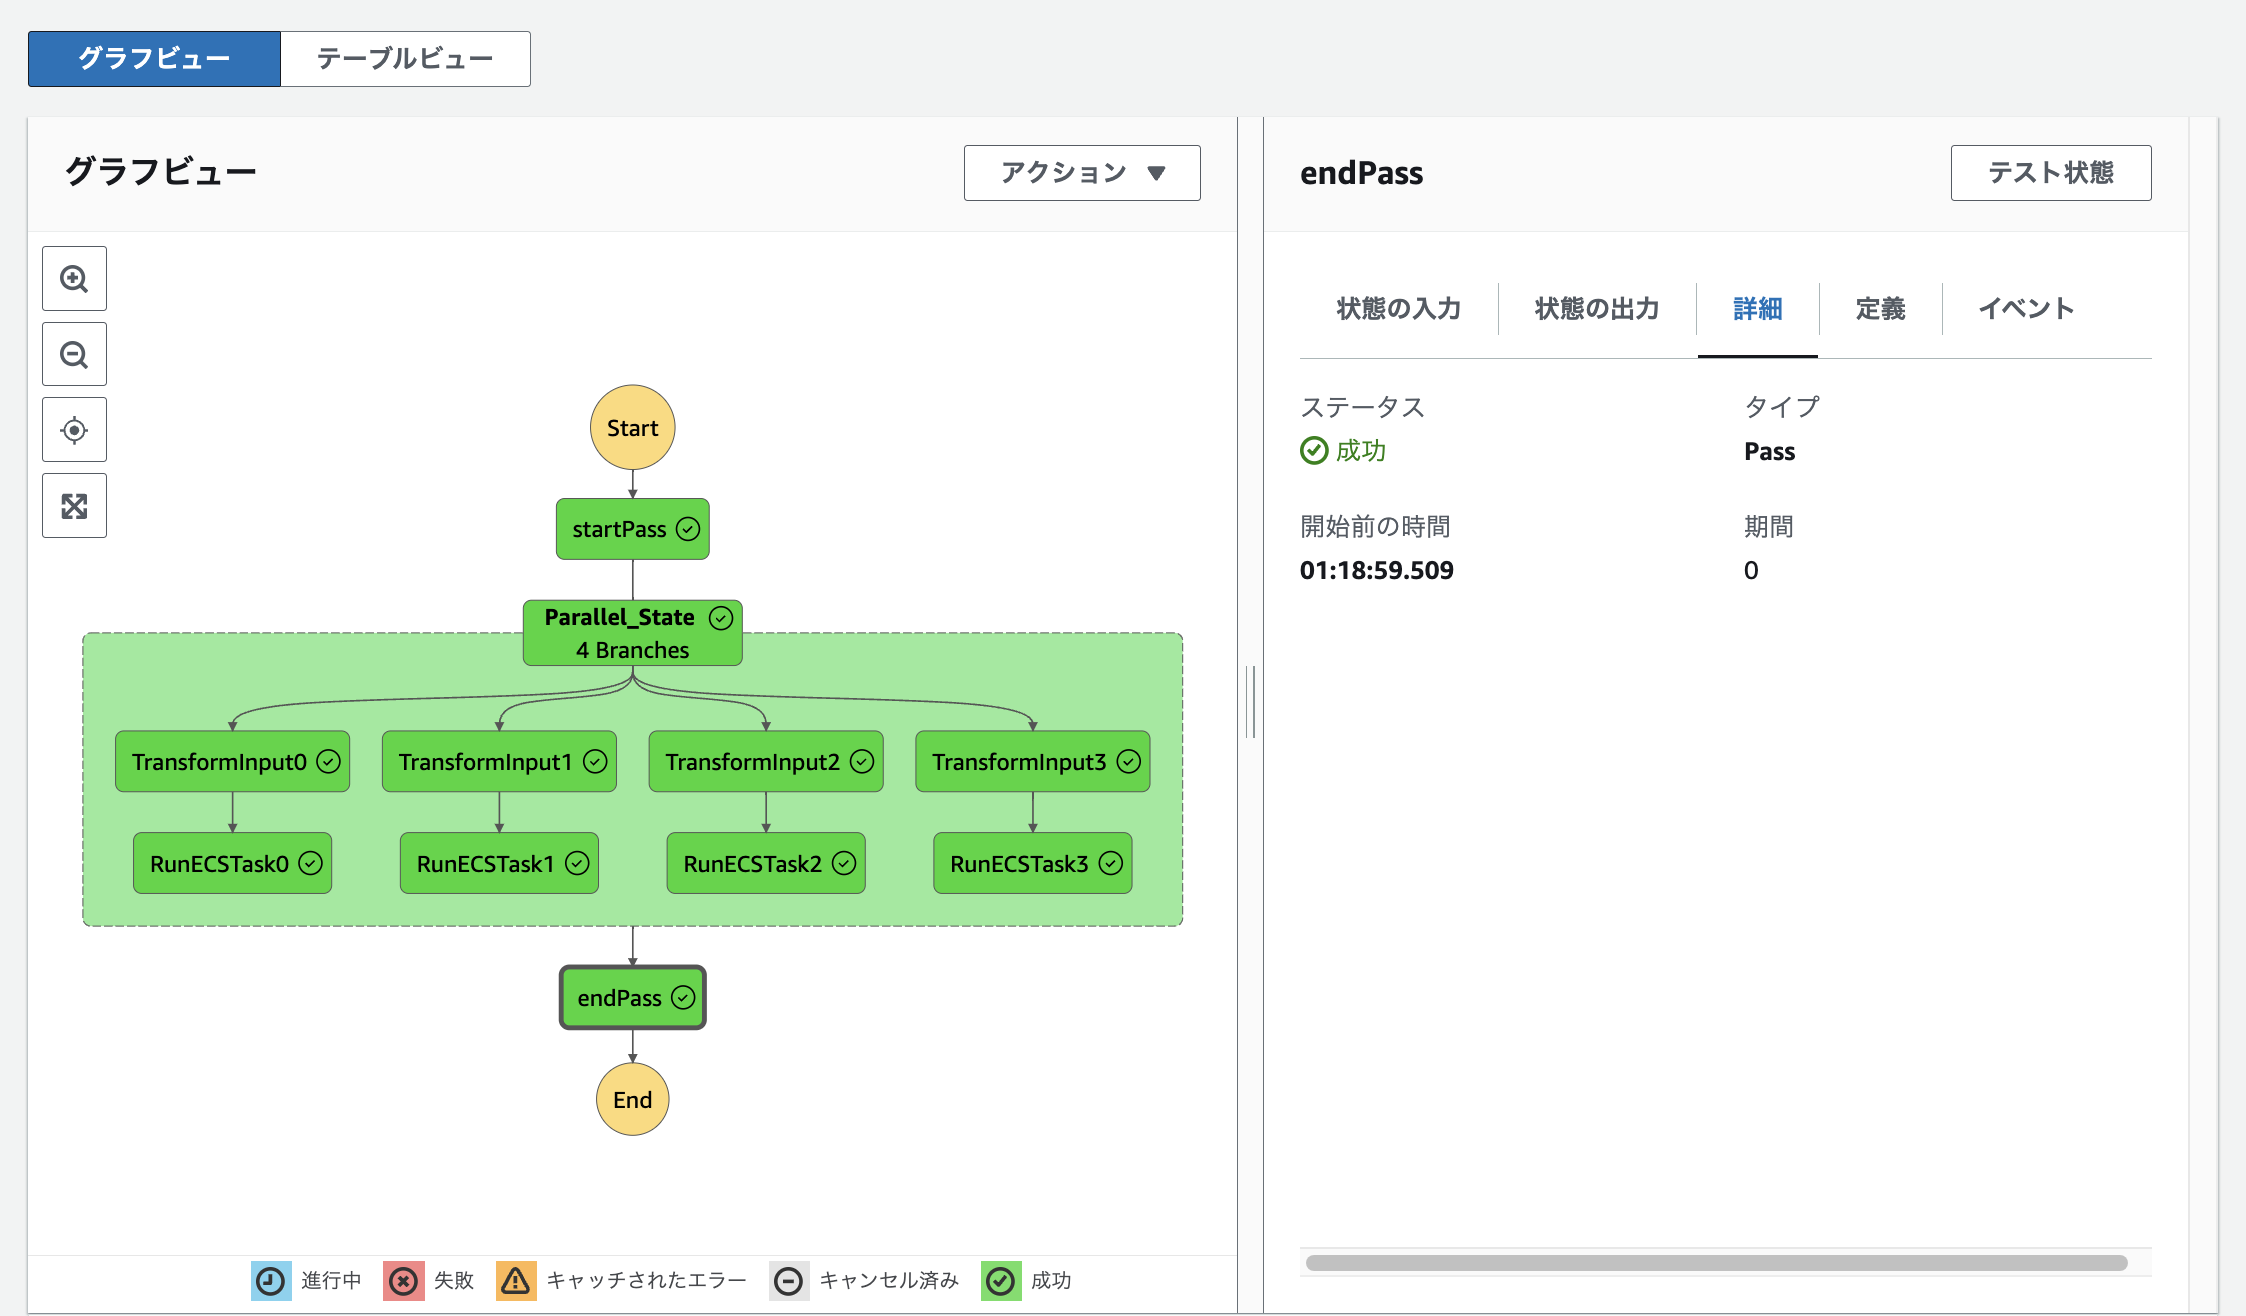 グラフビュー
テーブルビュー
グラフビュー
アクション
Start
startPass
Parallel_State
4 Branches
TransformInput0
TransformInput1
TransformInput2
TransformInput3
RunECSTask0
RunECSTask1
RunECSTask2
RunECSTask3
endPass
End
進行中
失敗
キャッチされたエラー
キャンセル済み
成功
endPass
テスト状態
状態の入力
状態の出力
詳細
定義
イベント
ステータス
成功
タイプ
Pass
開始前の時間
01:18:59.509
期間
0